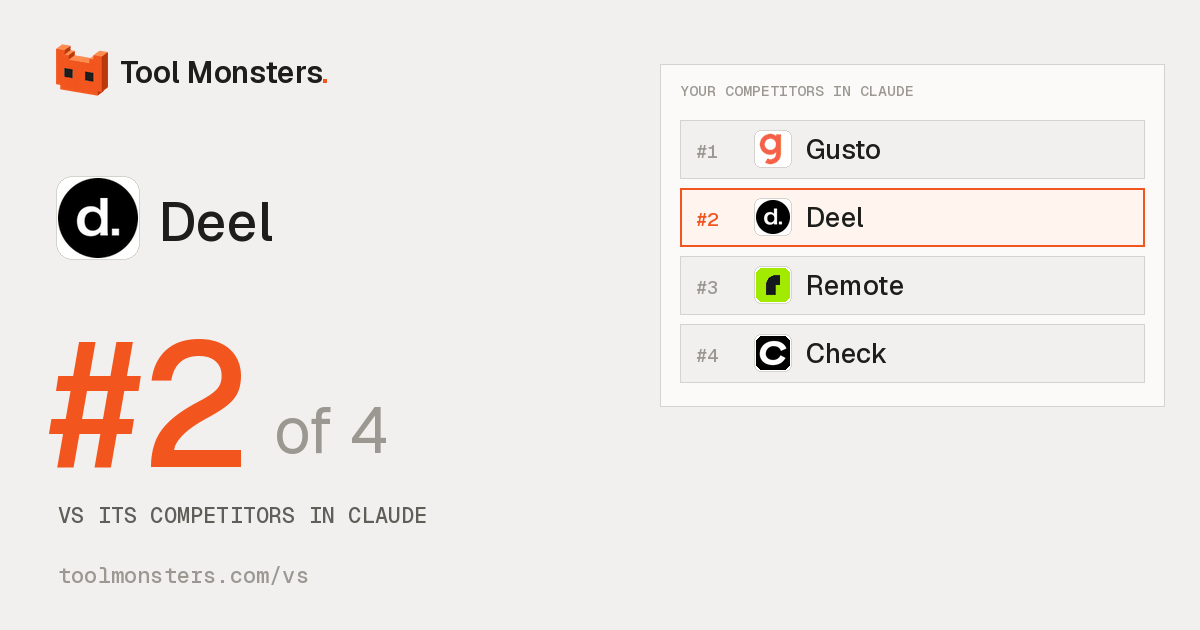 Tool Monsters.
d. Deel
#2 of 4
VS ITS COMPETITORS IN CLAUDE
toolmonsters.com/vs
YOUR COMPETITORS IN CLAUDE
#1 g Gusto
#2 d. Deel
#3 r Remote
#4 C Check